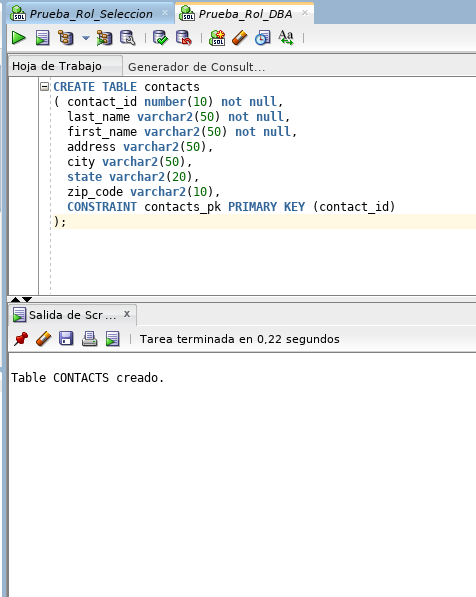 Prueba_Rol_Seleccion
Prueba_Rol_DBA
Hoja de Trabajo
Generador de Consult...
CREATE TABLE contacts
( contact_id number(10) not null,
last_name varchar2(50) not null,
first_name varchar2(50) not null,
address varchar2(50),
city varchar2(50),
state varchar2(20),
zip_code varchar2(10),
CONSTRAINT contacts_pk PRIMARY KEY (contact_id)
);
Salida de Scr... x
Tarea terminada en 0,22 segundos
Table CONTACTS creado.